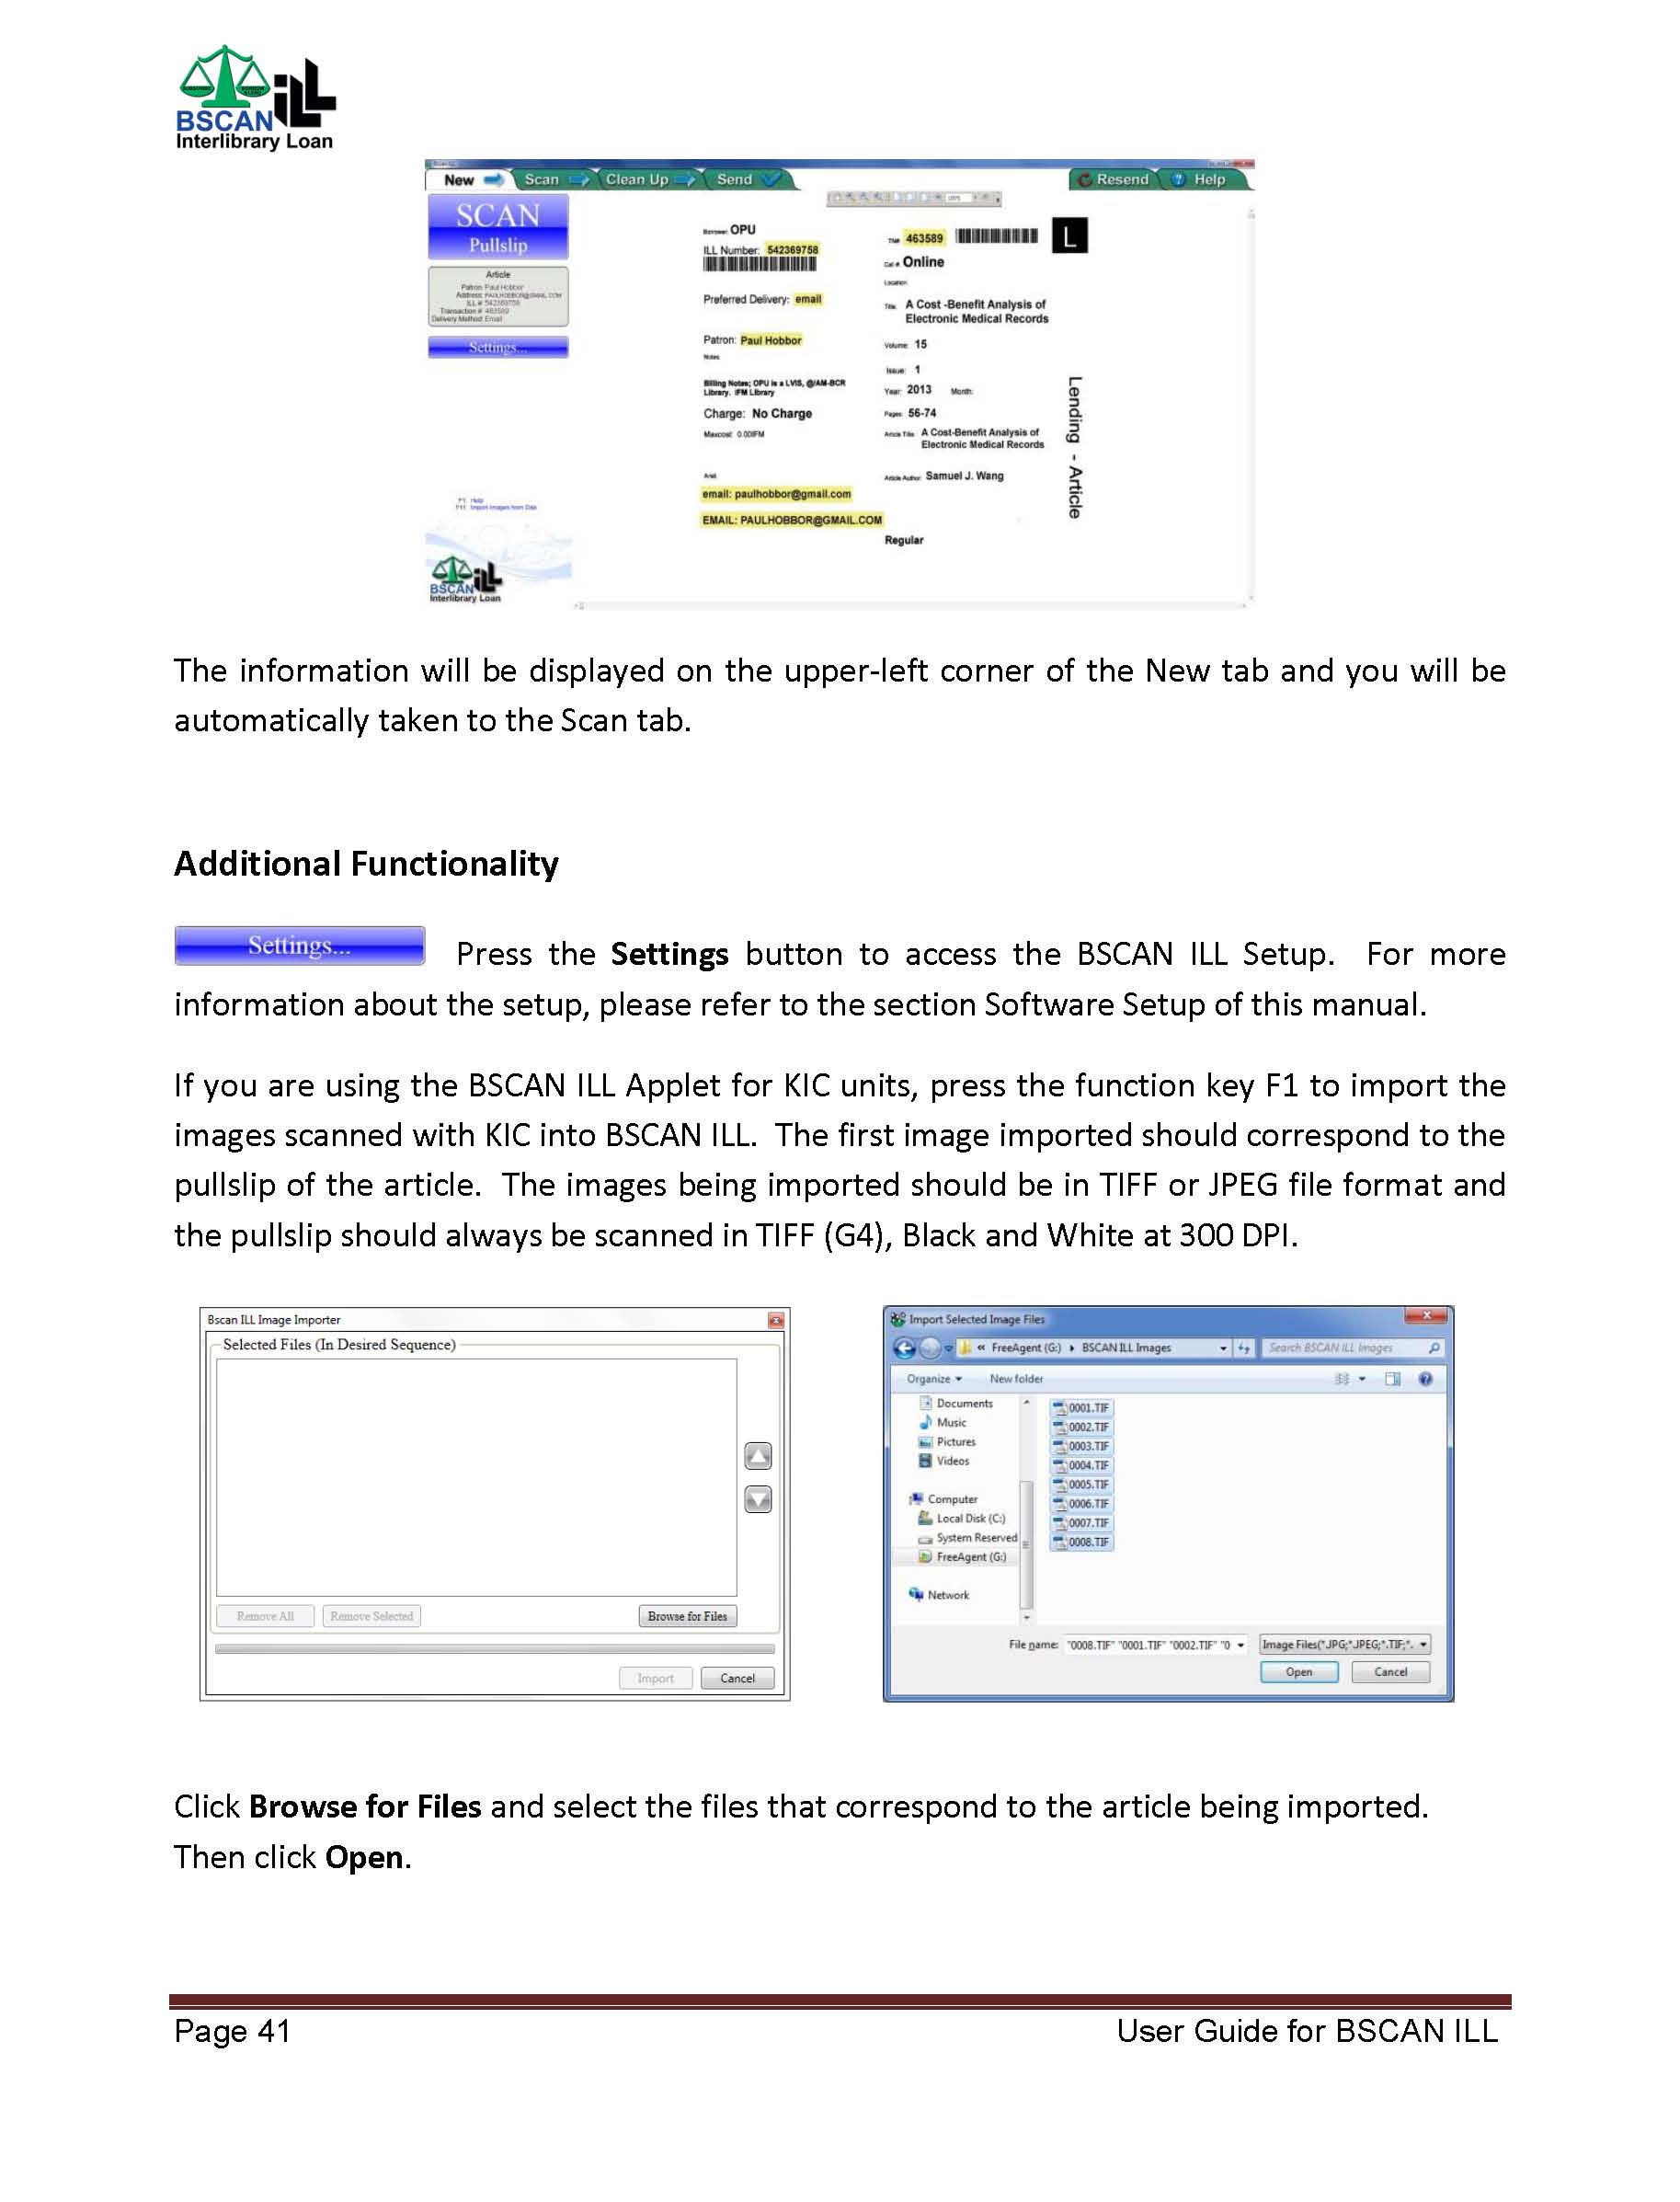 BSCAN ILL
Interlibrary Loan
New Scan Clean Up Send Resend Help
SCAN
Pullslip
Article
Patron Paul Hobbor
Address PAULHOBBOR@GMAIL.COM
ILL # 542369758
Transaction # 463589
Delivery Method Email
Settings...
F1: Help
F11: Import Images from Disk
BSCAN ILL
Interlibrary Loan
100%
Borrower: OPU
ILL Number: 542369758
Preferred Delivery: email
Patron: Paul Hobbor
Notes
Billing Notes; OPU is a LVIS, @/AM-BCR
Library. IFM Library
Charge: No Charge
Maxcost: 0.00IFM
Ariel:
email: paulhobbor@gmail.com
EMAIL: PAULHOBBOR@GMAIL.COM
TN# 463589 L
Call # Online
Location:
Title: A Cost -Benefit Analysis of
Electronic Medical Records
Volume: 15
Issue: 1
Year: 2013 Month:
Pages: 56-74
Article Title: A Cost-Benefit Analysis of
Electronic Medical Records
Article Author: Samuel J. Wang
Regular
Lending - Article
The information will be displayed on the upper-left corner of the New tab and you will be
automatically taken to the Scan tab.
Additional Functionality
Settings... Press the Settings button to access the BSCAN ILL Setup. For more
information about the setup, please refer to the section Software Setup of this manual.
If you are using the BSCAN ILL Applet for KIC units, press the function key F1 to import the
images scanned with KIC into BSCAN ILL. The first image imported should correspond to the
pullslip of the article. The images being imported should be in TIFF or JPEG file format and
the pullslip should always be scanned in TIFF (G4), Black and White at 300 DPI.
Bscan ILL Image Importer
Selected Files (In Desired Sequence)
Remove All Remove Selected Browse for Files
Import Cancel
Import Selected Image Files
« FreeAgent (G:) ▸ BSCAN ILL Images Search BSCAN ILL Images
Organize New folder
Documents
Music
Pictures
Videos
Computer
Local Disk (C:)
System Reserved
FreeAgent (G:)
Network
0001.TIF
0002.TIF
0003.TIF
0004.TIF
0005.TIF
0006.TIF
0007.TIF
0008.TIF
File name: "0008.TIF" "0001.TIF" "0002.TIF" "0 Image Files(*.JPG;*.JPEG;*.TIF;*.
Open Cancel
Click Browse for Files and select the files that correspond to the article being imported.
Then click Open.
Page 41 User Guide for BSCAN ILL